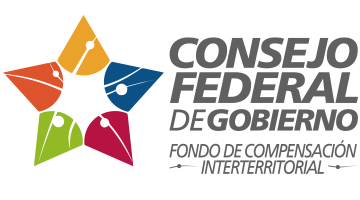 CONSEJO
FEDERAL
DE GOBIERNO
FONDO DE COMPENSACIÓN
INTERTERRITORIAL